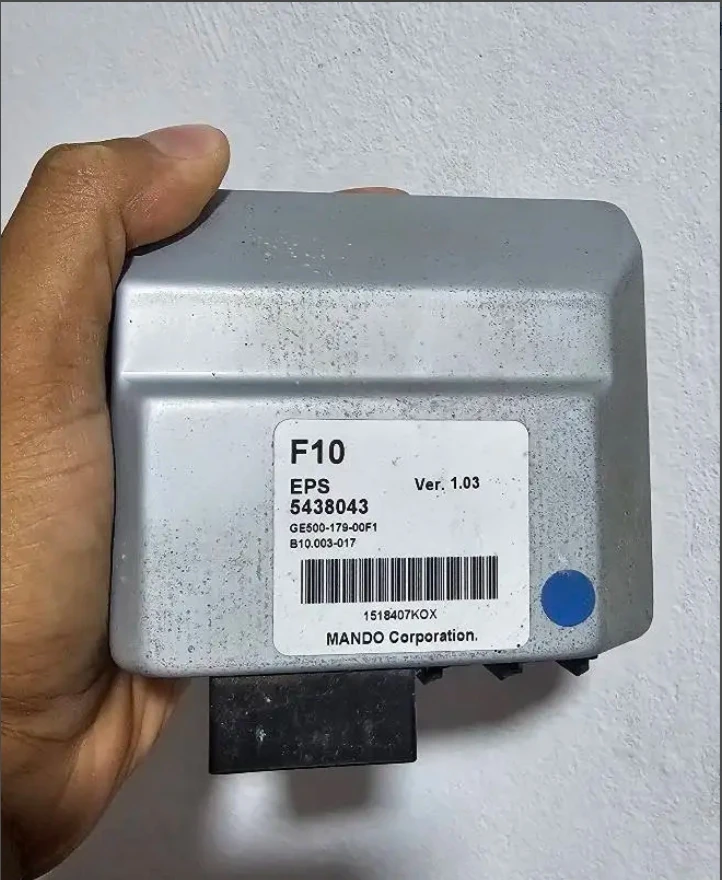 F10
EPS Ver. 1.03
5438043
GE500-179-00F1
B10.003-017
1518407KOX
MANDO Corporation.